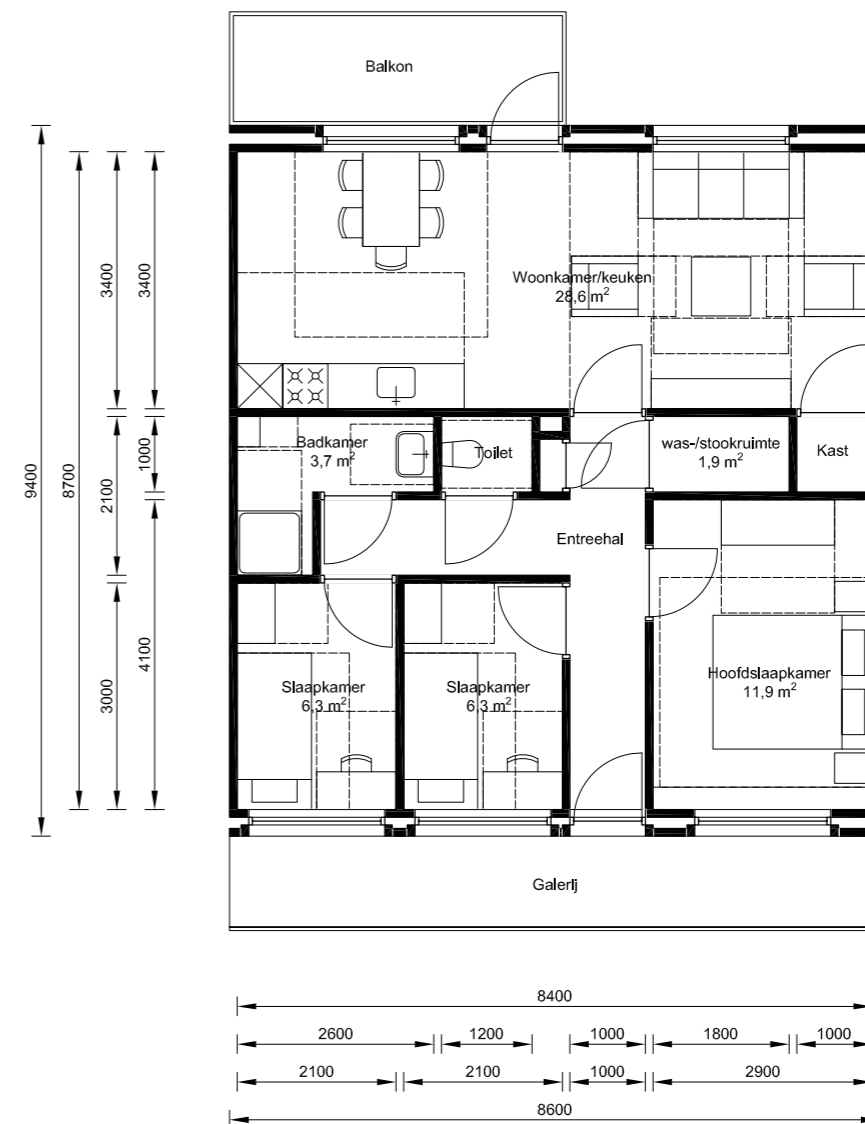 Balkon
Woonkamer/keuken
28,6 m²
Badkamer
3,7 m²
Toilet
was-/stookruimte
1,9 m²
Kast
Entreehal
Slaapkamer
6,3 m²
Slaapkamer
6,3 m²
Hoofdslaapkamer
11,9 m²
Galerij
9400
8700
3400
2100
3000
3400
1000
4100
8400
2600
1200
1000
1800
1000
2100
2100
1000
2900
8600